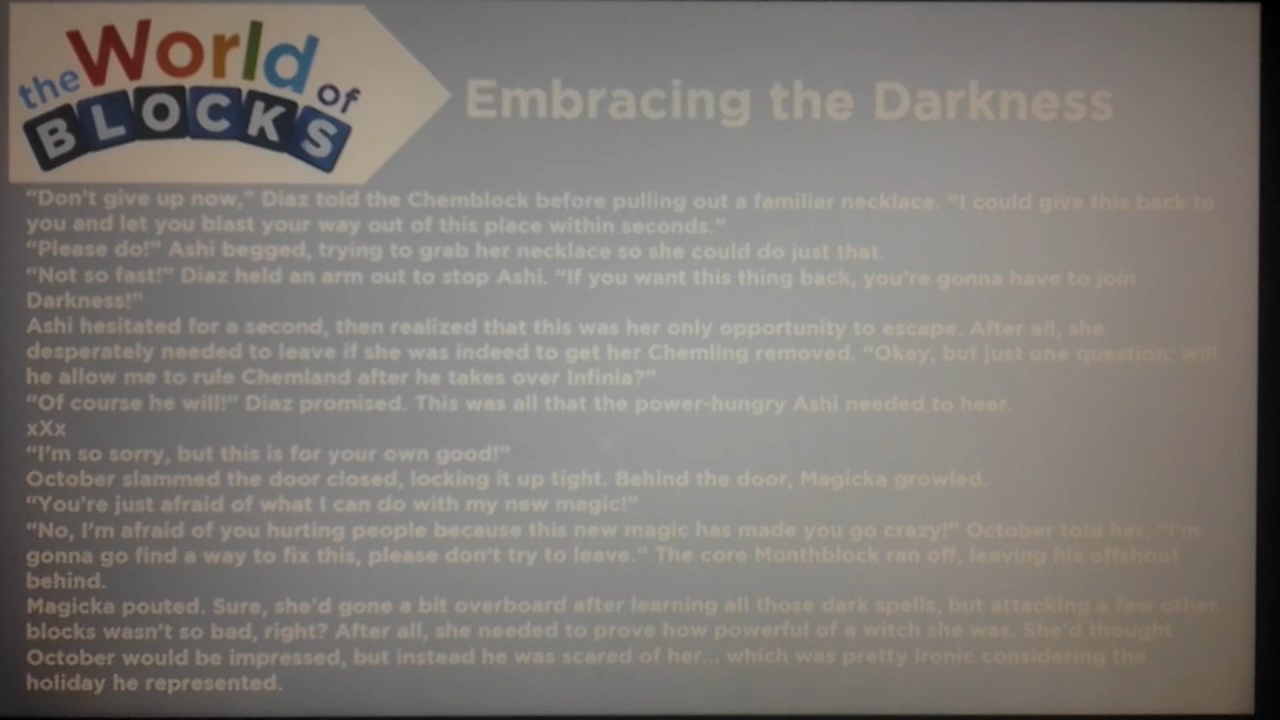 the World of
BLOCKS
Embracing the Darkness
“Don’t give up now,” Diaz told the Chemblock before pulling out a familiar necklace. “I could give this back to
you and let you blast your way out of this place within seconds.”
“Please do!” Ashi begged, trying to grab her necklace so she could do just that.
“Not so fast!” Diaz held an arm out to stop Ashi. “If you want this thing back, you’re gonna have to join
Darkness!”
Ashi hesitated for a second, then realized that this was her only opportunity to escape. After all, she
desperately needed to leave if she was indeed to get her Chemling removed. “Okay, but just one question: will
he allow me to rule Chemland after he takes over Infinia?”
“Of course he will!” Diaz promised. This was all that the power-hungry Ashi needed to hear.
xXx
“I’m so sorry, but this is for your own good!”
October slammed the door closed, locking it up tight. Behind the door, Magicka growled.
“You’re just afraid of what I can do with my new magic!”
“No, I’m afraid of you hurting people because this new magic has made you go crazy!” October told her. “I’m
gonna go find a way to fix this, please don’t try to leave.” The core Monthblock ran off, leaving his offshoot
behind.
Magicka pouted. Sure, she’d gone a bit overboard after learning all those dark spells, but attacking a few other
blocks wasn’t so bad, right? After all, she needed to prove how powerful of a witch she was. She’d thought
October would be impressed, but instead he was scared of her... which was pretty ironic considering the
holiday he represented.